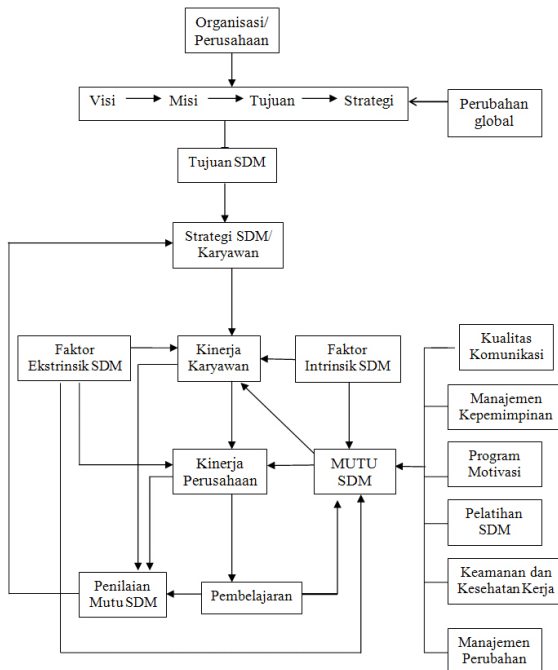 Organisasi/
Perusahaan
Visi Misi Tujuan Strategi
Perubahan
global
Tujuan SDM
Strategi SDM/
Karyawan
Faktor
Ekstrinsik SDM
Kinerja
Karyawan
Faktor
Intrinsik SDM
Kualitas
Komunikasi
Manajemen
Kepemimpinan
Kinerja
Perusahaan
MUTU
SDM
Program
Motivasi
Pelatihan
SDM
Penilaian
Mutu SDM
Pembelajaran
Keamanan dan
Kesehatan Kerja
Manajemen
Perubahan